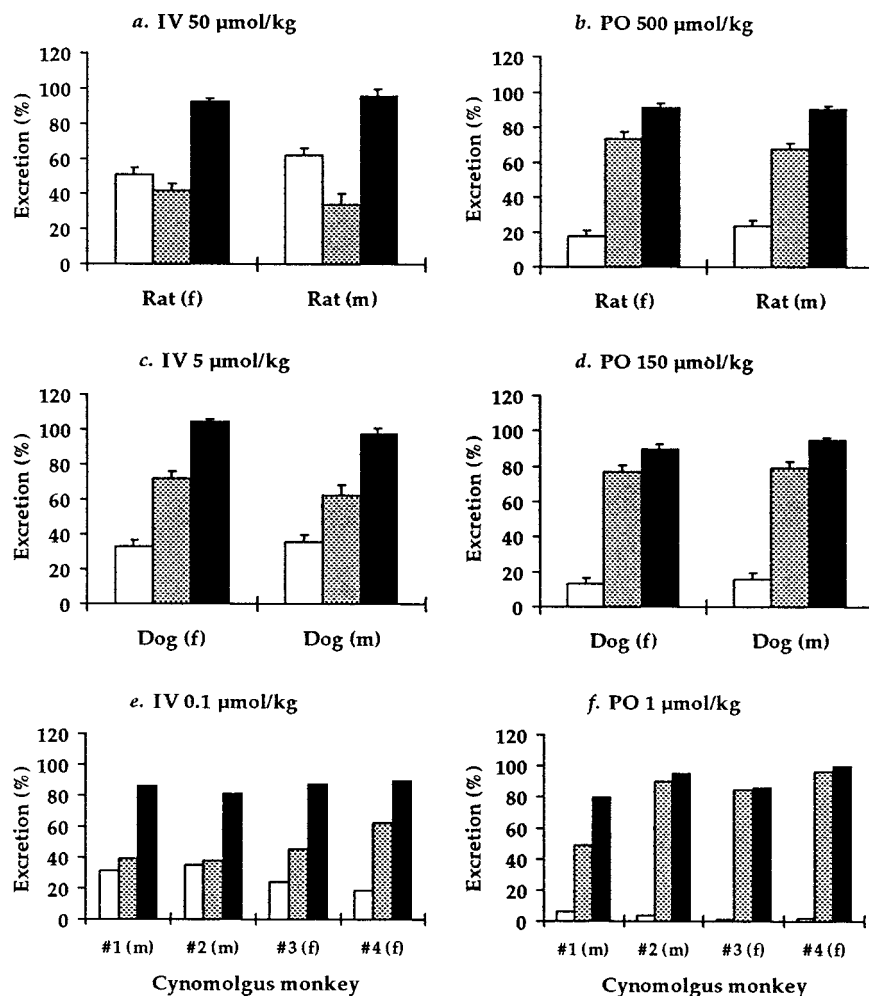 a. IV 50 µmol/kg
Excretion (%)
120
100
80
60
40
20
0
Rat (f)
Rat (m)
b. PO 500 µmol/kg
Excretion (%)
120
100
80
60
40
20
0
Rat (f)
Rat (m)
c. IV 5 µmol/kg
Excretion (%)
120
100
80
60
40
20
0
Dog (f)
Dog (m)
d. PO 150 µmol/kg
Excretion (%)
120
100
80
60
40
20
0
Dog (f)
Dog (m)
e. IV 0.1 µmol/kg
Excretion (%)
120
100
80
60
40
20
0
#1 (m)
#2 (m)
#3 (f)
#4 (f)
Cynomolgus monkey
f. PO 1 µmol/kg
Excretion (%)
120
100
80
60
40
20
0
#1 (m)
#2 (m)
#3 (f)
#4 (f)
Cynomolgus monkey